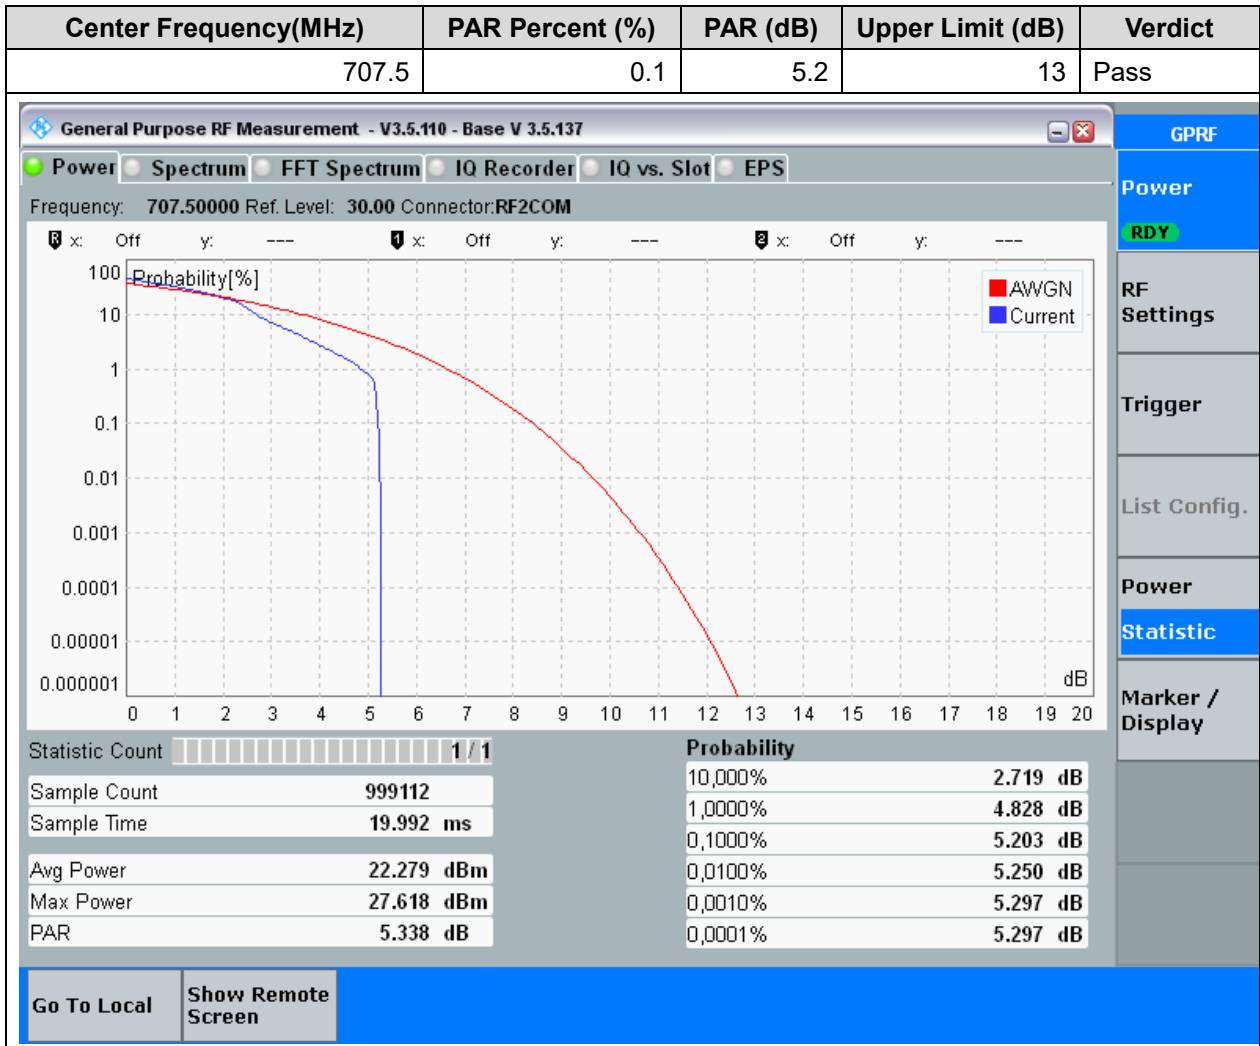 Center Frequency(MHz) PAR Percent (%) PAR (dB) Upper Limit (dB) Verdict
707.5 0.1 5.2 13 Pass
General Purpose RF Measurement - V3.5.110 - Base V 3.5.137
GPRF
Power Spectrum FFT Spectrum IQ Recorder IQ vs. Slot EPS
Power
RDY
Frequency: 707.50000 Ref. Level: 30.00 Connector:RF2COM
R x: Off y: --- 1 x: Off y: --- 2 x: Off y: ---
Probability[%]
AWGN
Current
100
10
1
0.1
0.01
0.001
0.0001
0.00001
0.000001
dB
0 1 2 3 4 5 6 7 8 9 10 11 12 13 14 15 16 17 18 19 20
RF
Settings
Trigger
List Config.
Power
Statistic
Marker /
Display
Statistic Count 1 / 1
Sample Count 999112
Sample Time 19.992 ms
Avg Power 22.279 dBm
Max Power 27.618 dBm
PAR 5.338 dB
Probability
10,000% 2.719 dB
1,0000% 4.828 dB
0,1000% 5.203 dB
0,0100% 5.250 dB
0,0010% 5.297 dB
0,0001% 5.297 dB
Go To Local
Show Remote
Screen